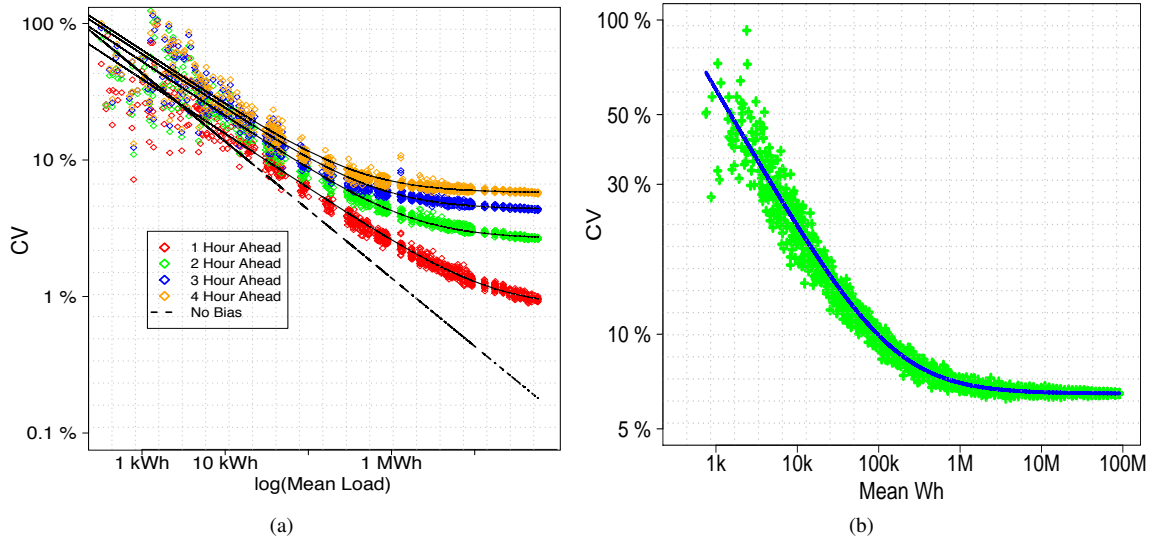 100 %
10 %
1 %
0.1 %
CV
1 Hour Ahead
2 Hour Ahead
3 Hour Ahead
4 Hour Ahead
No Bias
1 kWh
10 kWh
1 MWh
log(Mean Load)
(a)
100 %
50 %
30 %
10 %
5 %
CV
1k
10k
100k
1M
10M
100M
Mean Wh
(b)